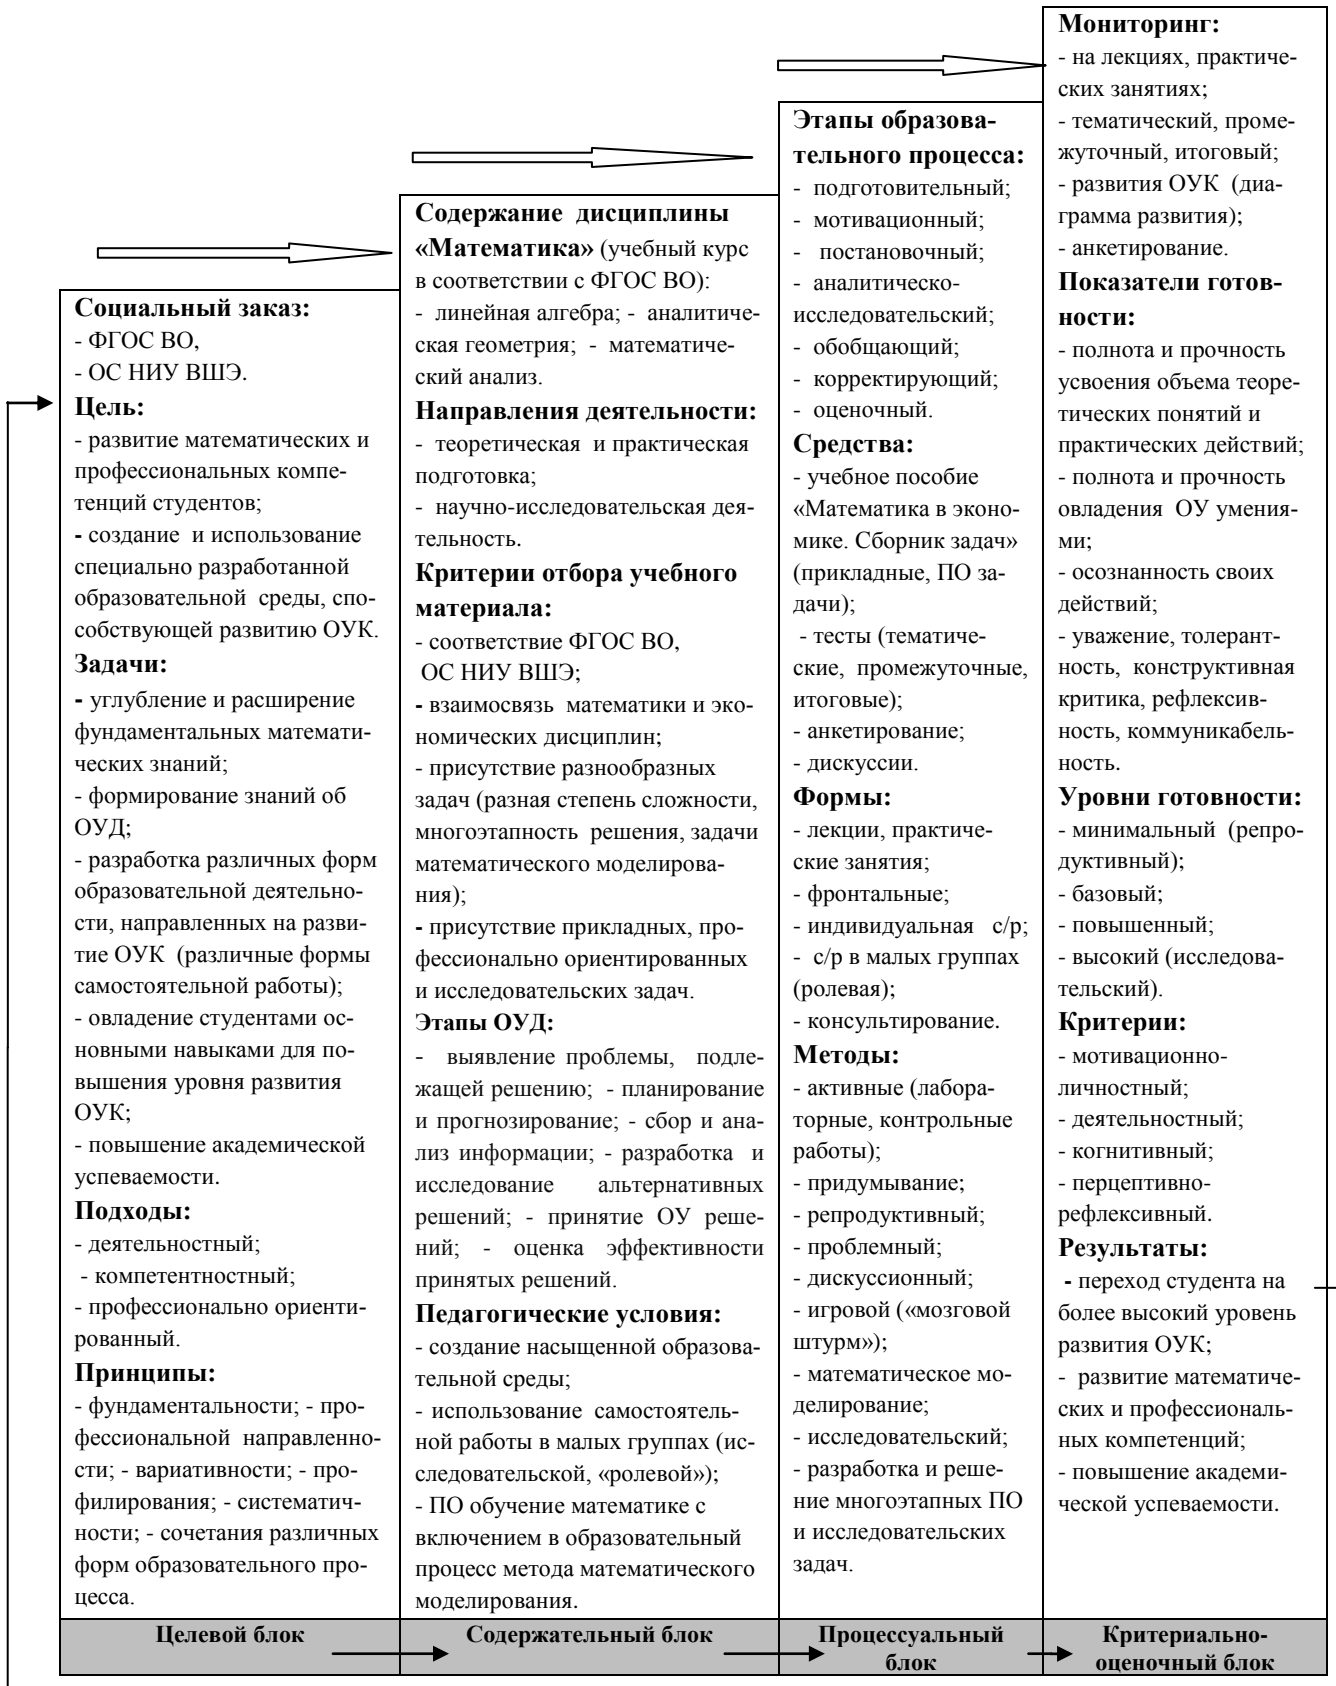 Социальный заказ:
- ФГОС ВО,
- ОС НИУ ВШЭ.
Цель:
- развитие математических и
профессиональных компе-
тенций студентов;
- создание и использование
специально разработанной
образовательной среды, спо-
собствующей развитию ОУК.
Задачи:
- углубление и расширение
фундаментальных математи-
ческих знаний;
- формирование знаний об
ОУД;
- разработка различных форм
образовательной деятельно-
сти, направленных на разви-
тие ОУК (различные формы
самостоятельной работы);
- овладение студентами ос-
новными навыками для по-
вышения уровня развития
ОУК;
- повышение академической
успеваемости.
Подходы:
- деятельностный;
- компетентностный;
- профессионально ориенти-
рованный.
Принципы:
- фундаментальности; - про-
фессиональной направленно-
сти; - вариативности; - про-
филирования; - систематич-
ности; - сочетания различных
форм образовательного про-
цесса.
Целевой блок
Содержание дисциплины
«Математика» (учебный курс
в соответствии с ФГОС ВО):
- линейная алгебра; - аналитиче-
ская геометрия; - математиче-
ский анализ.
Направления деятельности:
- теоретическая и практическая
подготовка;
- научно-исследовательская дея-
тельность.
Критерии отбора учебного
материала:
- соответствие ФГОС ВО,
ОС НИУ ВШЭ;
- взаимосвязь математики и эко-
номических дисциплин;
- присутствие разнообразных
задач (разная степень сложности,
многоэтапность решения, задачи
математического моделирова-
ния);
- присутствие прикладных, про-
фессионально ориентированных
и исследовательских задач.
Этапы ОУД:
- выявление проблемы, подле-
жащей решению; - планирование
и прогнозирование; - сбор и ана-
лиз информации; - разработка и
исследование альтернативных
решений; - принятие ОУ реше-
ний; - оценка эффективности
принятых решений.
Педагогические условия:
- создание насыщенной образова-
тельной среды;
- использование самостоятель-
ной работы в малых группах (ис-
следовательской, «ролевой»);
- ПО обучение математике с
включением в образовательный
процесс метода математического
моделирования.
Содержательный блок
Этапы образова-
тельного процесса:
- подготовительный;
- мотивационный;
- постановочный;
- аналитическо-
исследовательский;
- обобщающий;
- корректирующий;
- оценочный.
Средства:
- учебное пособие
«Математика в эконо-
мике. Сборник задач»
(прикладные, ПО за-
дачи);
- тесты (тематиче-
ские, промежуточные,
итоговые);
- анкетирование;
- дискуссии.
Формы:
- лекции, практиче-
ские занятия;
- фронтальные;
- индивидуальная с/р;
- с/р в малых группах
(ролевая);
- консультирование.
Методы:
- активные (лабора-
торные, контрольные
работы);
- придумывание;
- репродуктивный;
- проблемный;
- дискуссионный;
- игровой («мозговой
штурм»);
- математическое мо-
делирование;
- исследовательский;
- разработка и реше-
ние многоэтапных ПО
и исследовательских
задач.
Процессуальный
блок
Мониторинг:
- на лекциях, практиче-
ских занятиях;
- тематический, проме-
жуточный, итоговый;
- развития ОУК (диа-
грамма развития);
- анкетирование.
Показатели готов-
ности:
- полнота и прочность
усвоения объема теоре-
тических понятий и
практических действий;
- полнота и прочность
овладения ОУ умения-
ми;
- осознанность своих
действий;
- уважение, толерант-
ность, конструктивная
критика, рефлексив-
ность, коммуникабель-
ность.
Уровни готовности:
- минимальный (репро-
дуктивный);
- базовый;
- повышенный;
- высокий (исследова-
тельский).
Критерии:
- мотивационно-
личностный;
- деятельностный;
- когнитивный;
- перцептивно-
рефлексивный.
Результаты:
- переход студента на
более высокий уровень
развития ОУК;
- развитие математиче-
ских и профессиональ-
ных компетенций;
- повышение академи-
ческой успеваемости.
Критериально-
оценочный блок